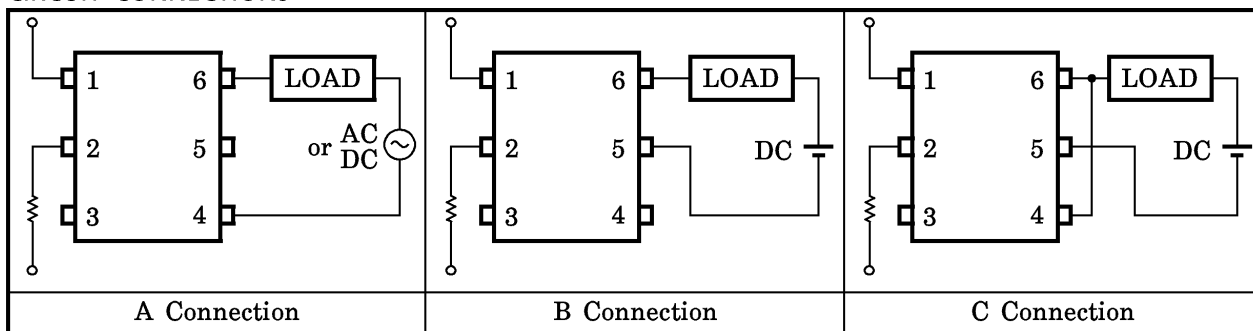 CIRCUIT CONNECTIONS
1 6 LOAD
2 5 or AC DC
3 4
A Connection
1 6 LOAD
2 5 DC
3 4
B Connection
1 6 LOAD
2 5 DC
3 4
C Connection